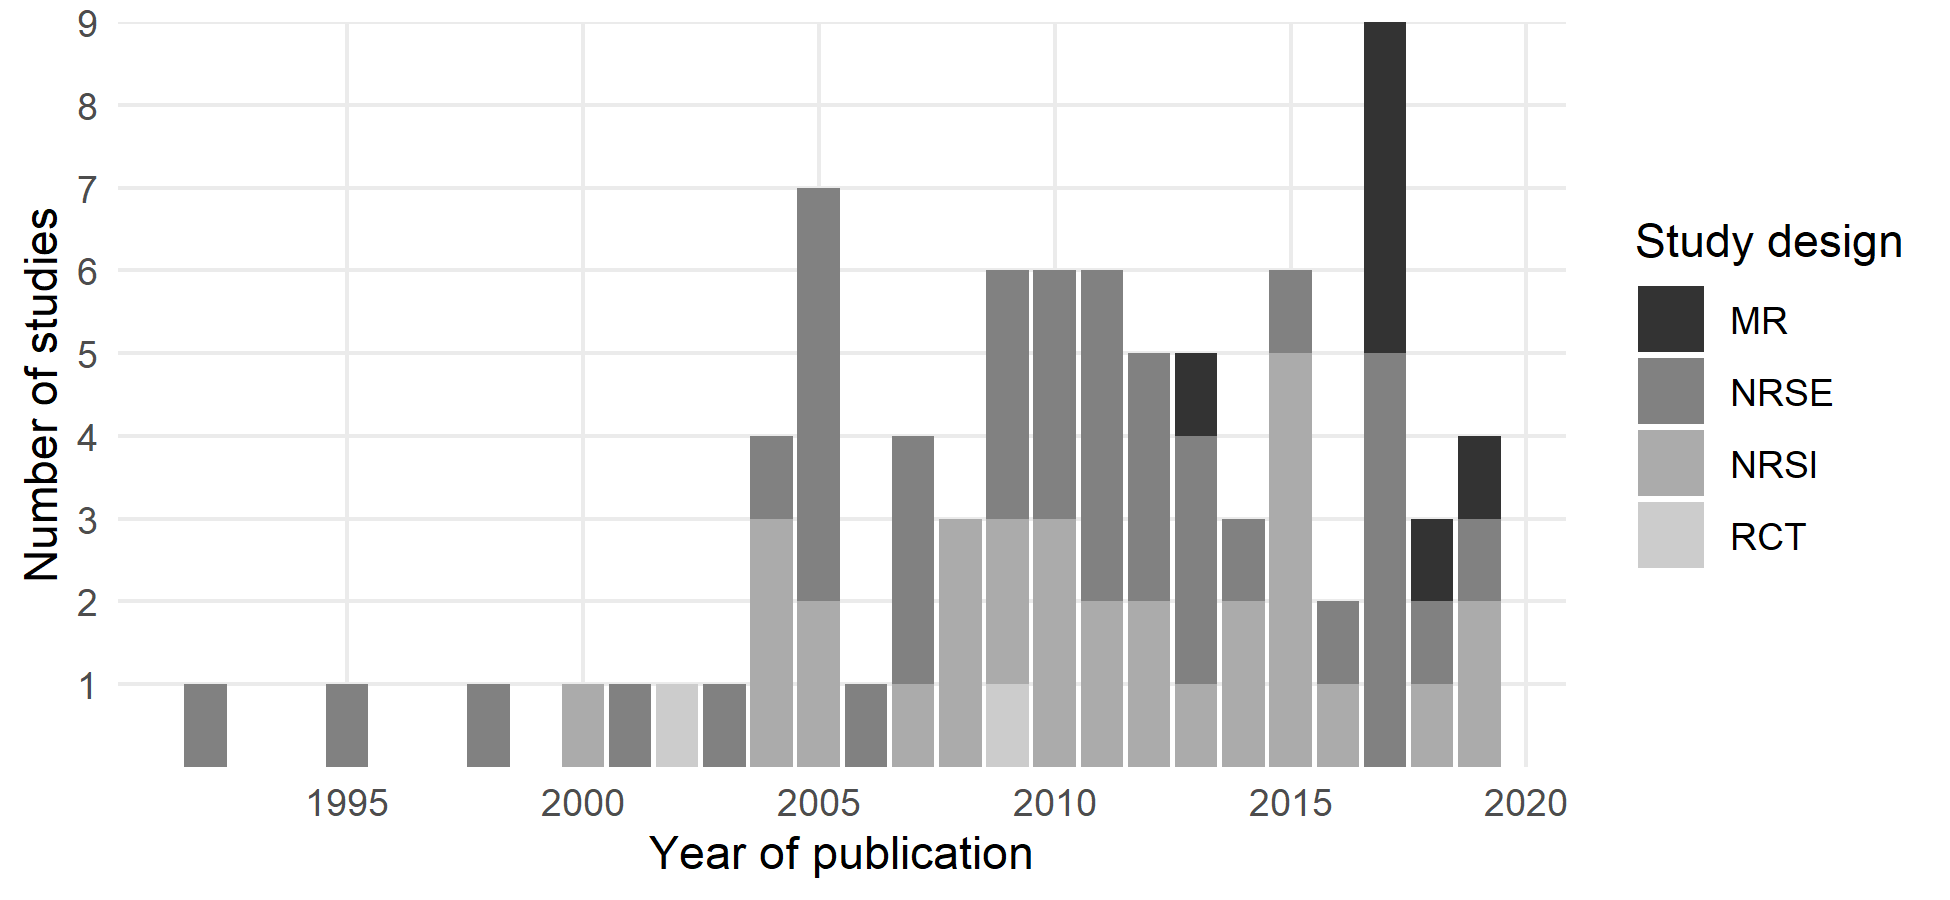 Number of studies
9
8
7
6
5
4
3
2
1
1995 2000 2005 2010 2015 2020
Year of publication
Study design
MR
NRSE
NRSI
RCT